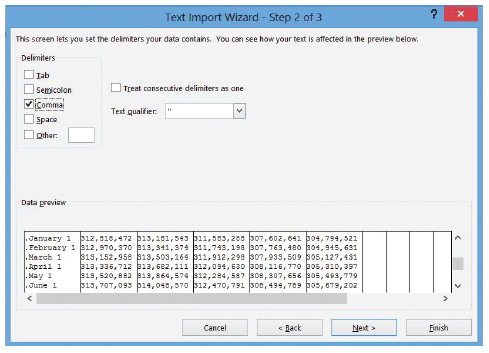 Text Import Wizard - Step 2 of 3
?
This screen lets you set the delimiters your data contains. You can see how your text is affected in the preview below.
Delimiters
Tab
Semicolon
Comma
Space
Other:
Treat consecutive delimiters as one
Text qualifier: "
Data preview
.January 1 312,818,472 313,181,543 311,583,288 307,602,641 304,794,521
.February 1 312,970,370 313,341,374 311,743,198 307,763,480 304,945,631
.March 1 313,152,958 313,503,164 311,912,298 307,933,509 305,127,431
.April 1 313,336,712 313,682,111 312,094,630 308,116,770 305,310,397
.May 1 313,520,882 313,864,574 312,284,587 308,307,656 305,493,779
.June 1 313,707,093 314,048,570 312,470,791 308,494,789 305,679,202
Cancel < Back Next > Finish